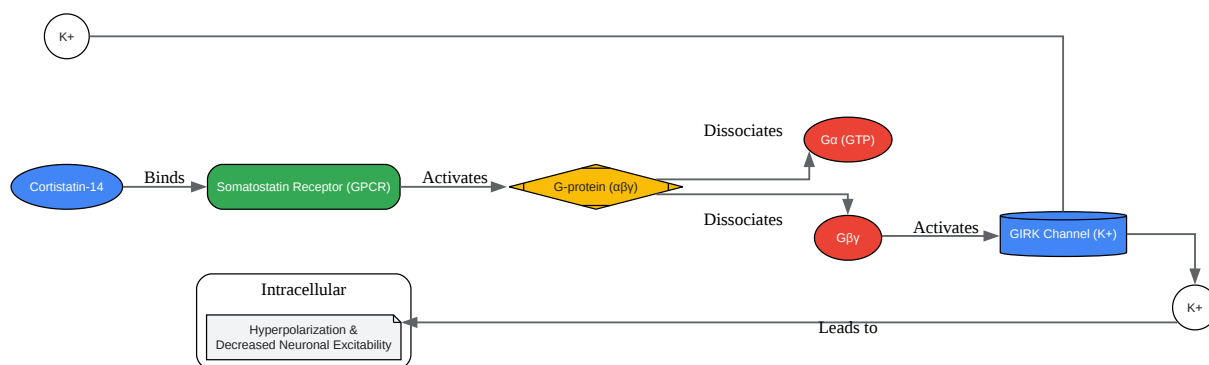 K+
Dissociates
Gα (GTP)
Cortistatin-14
Binds
Somatostatin Receptor (GPCR)
Activates
G-protein (αβγ)
Dissociates
Gβγ
Activates
GIRK Channel (K+)
Intracellular
Hyperpolarization &
Decreased Neuronal Excitability
Leads to
K+